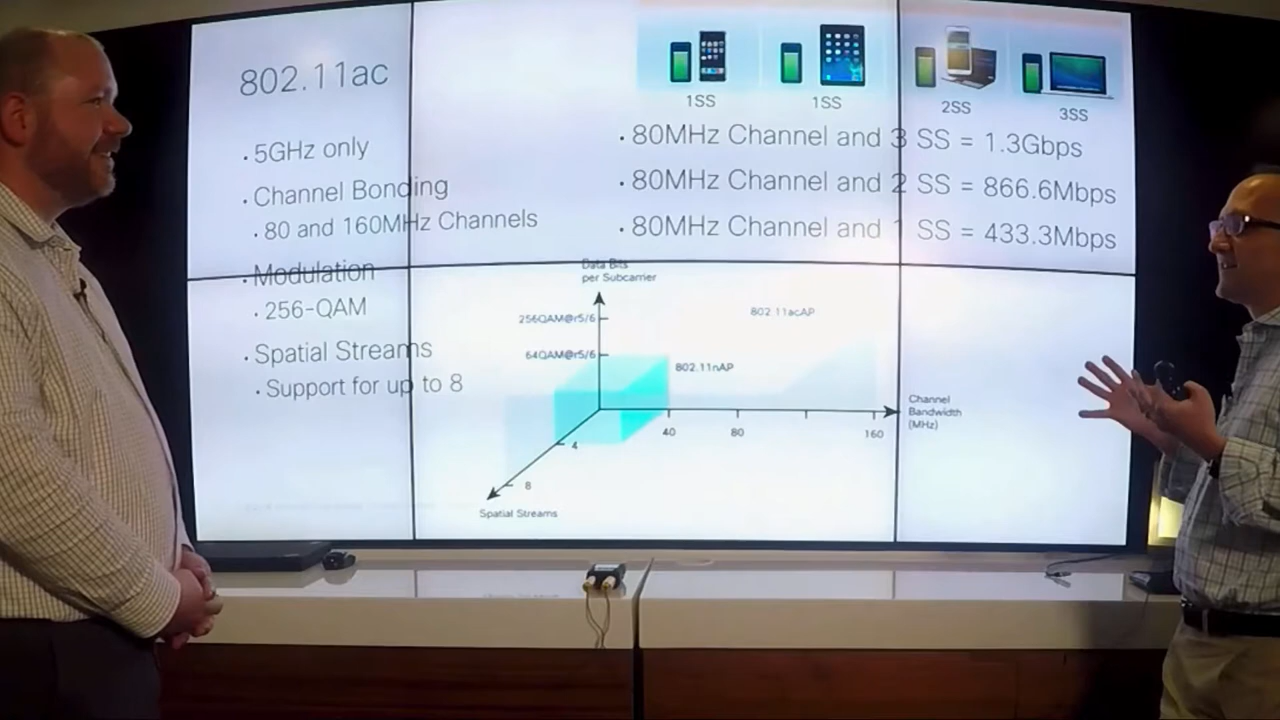 802.11ac
· 5GHz only
· Channel Bonding
· 80 and 160MHz Channels
· Modulation
· 256-QAM
· Spatial Streams
· Support for up to 8
1SS
1SS
2SS
3SS
· 80MHz Channel and 3 SS = 1.3Gbps
· 80MHz Channel and 2 SS = 866.6Mbps
· 80MHz Channel and 1 SS = 433.3Mbps
Data Bits
per Subcarrier
256QAM@r5/6
64QAM@r5/6
802.11acAP
802.11nAP
Channel
Bandwidth
(MHz)
40
80
160
4
8
Spatial Streams